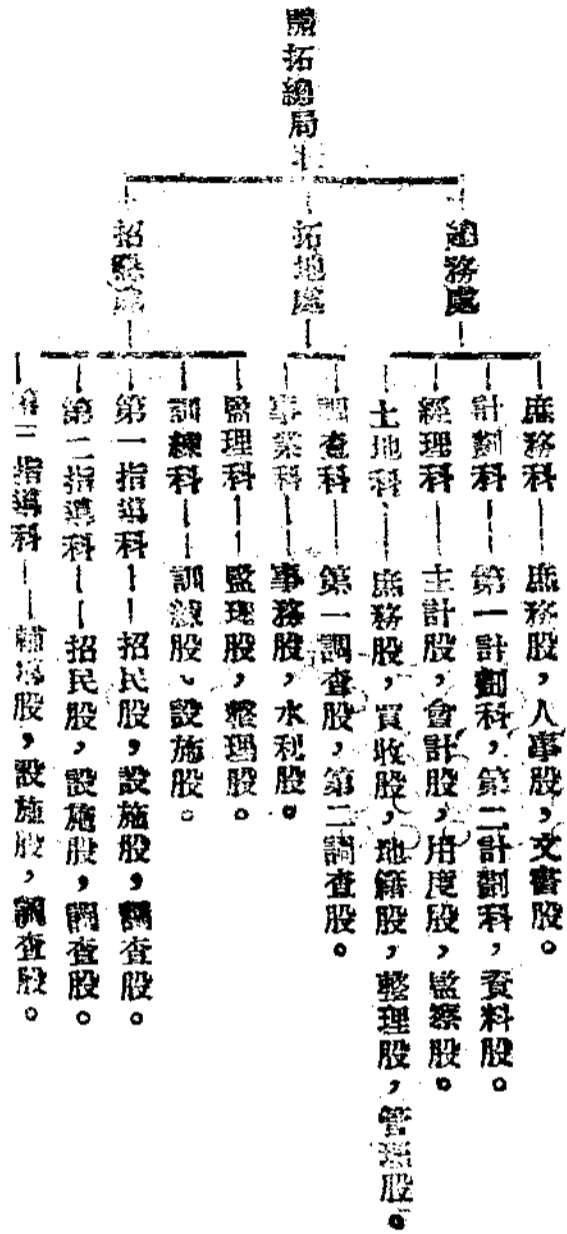 開拓總局
總務處
庶務科——庶務股，人事股，文書股。
計劃科——第一計劃科，第二計劃科，資料股。
經理科——主計股，會計股，用度股，監察股。
土地科——庶務股，買收股，地籍股，整理股，管理股。
拓地處
調查科——第一調查股，第二調查股。
事業科——事務股，水利股。
招墾處
監理科——監理股，整理股。
訓練科——訓練股、設施股。
第一指導科——招民股，設施股，調查股。
第二指導科——招民股，設施股，調查股。
指導科——輔導股，設施股，調查股。